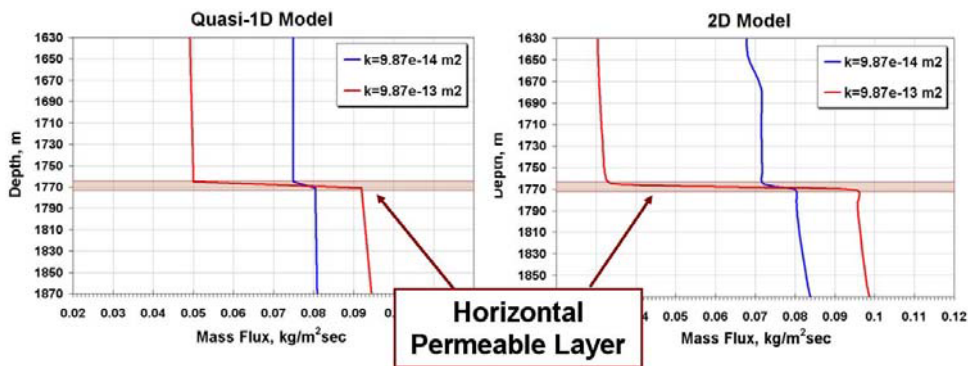 Quasi-1D Model
1630
1650
1670
1690
1710
1730
1750
1770
1790
1810
1830
1850
1870
Depth, m
k=9.87e-14 m2
k=9.87e-13 m2
0.02 0.03 0.04 0.05 0.06 0.07 0.08 0.09
Mass Flux, kg/m²sec
2D Model
1630
1650
1670
1690
1710
1730
1750
1770
1790
1810
1830
1850
Depth, m
k=9.87e-14 m2
k=9.87e-13 m2
0.05 0.06 0.07 0.08 0.09 0.1 0.11 0.12
Mass Flux, kg/m²sec
Horizontal
Permeable Layer